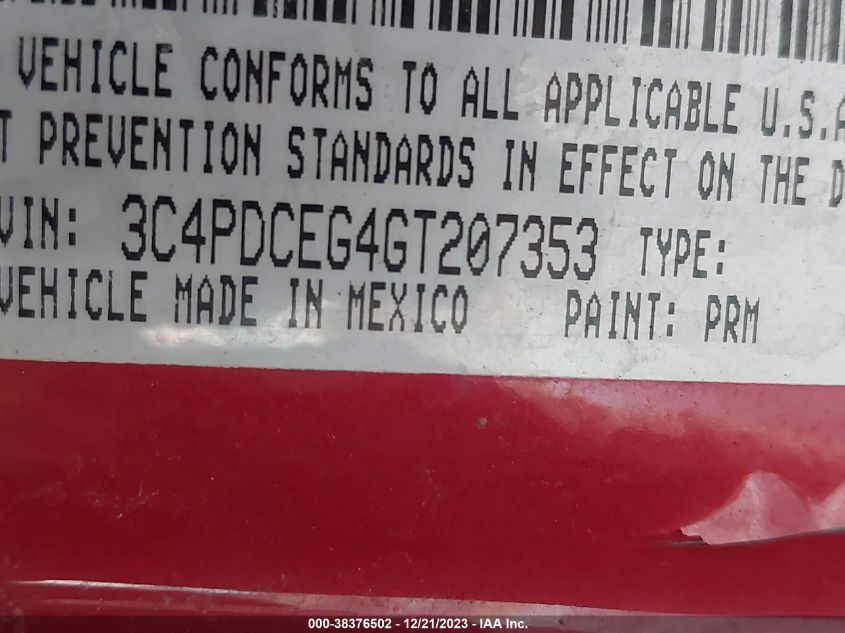 VEHICLE CONFORMS TO ALL APPLICABLE U.S.A
T PREVENTION STANDARDS IN EFFECT ON THE D
VIN: 3C4PDCEG4GT207353 TYPE:
VEHICLE MADE IN MEXICO PAINT: PRM
000-38376502 - 12/21/2023 - IAA Inc.